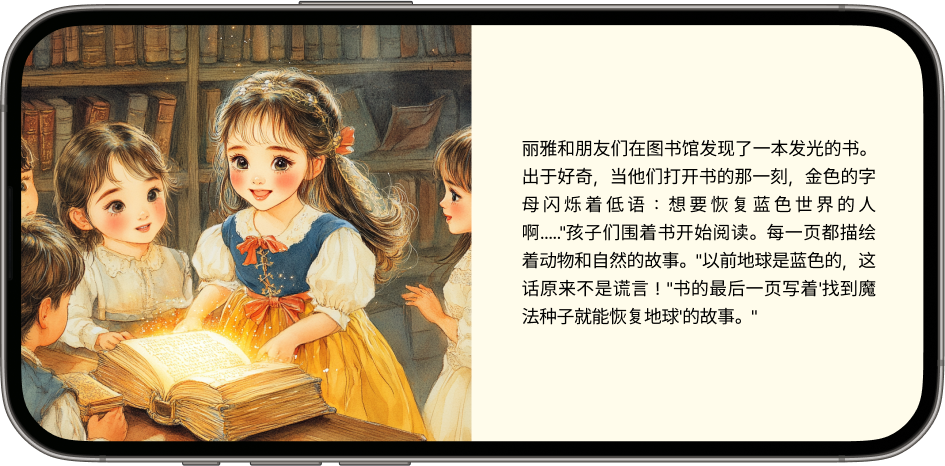 丽雅和朋友们在图书馆发现了一本发光的书。
出于好奇，当他们打开书的那一刻，金色的字
母闪烁着低语：想要恢复蓝色世界的人
啊....."孩子们围着书开始阅读。每一页都描绘
着动物和自然的故事。"以前地球是蓝色的，这
话原来不是谎言！"书的最后一页写着'找到魔
法种子就能恢复地球'的故事。"